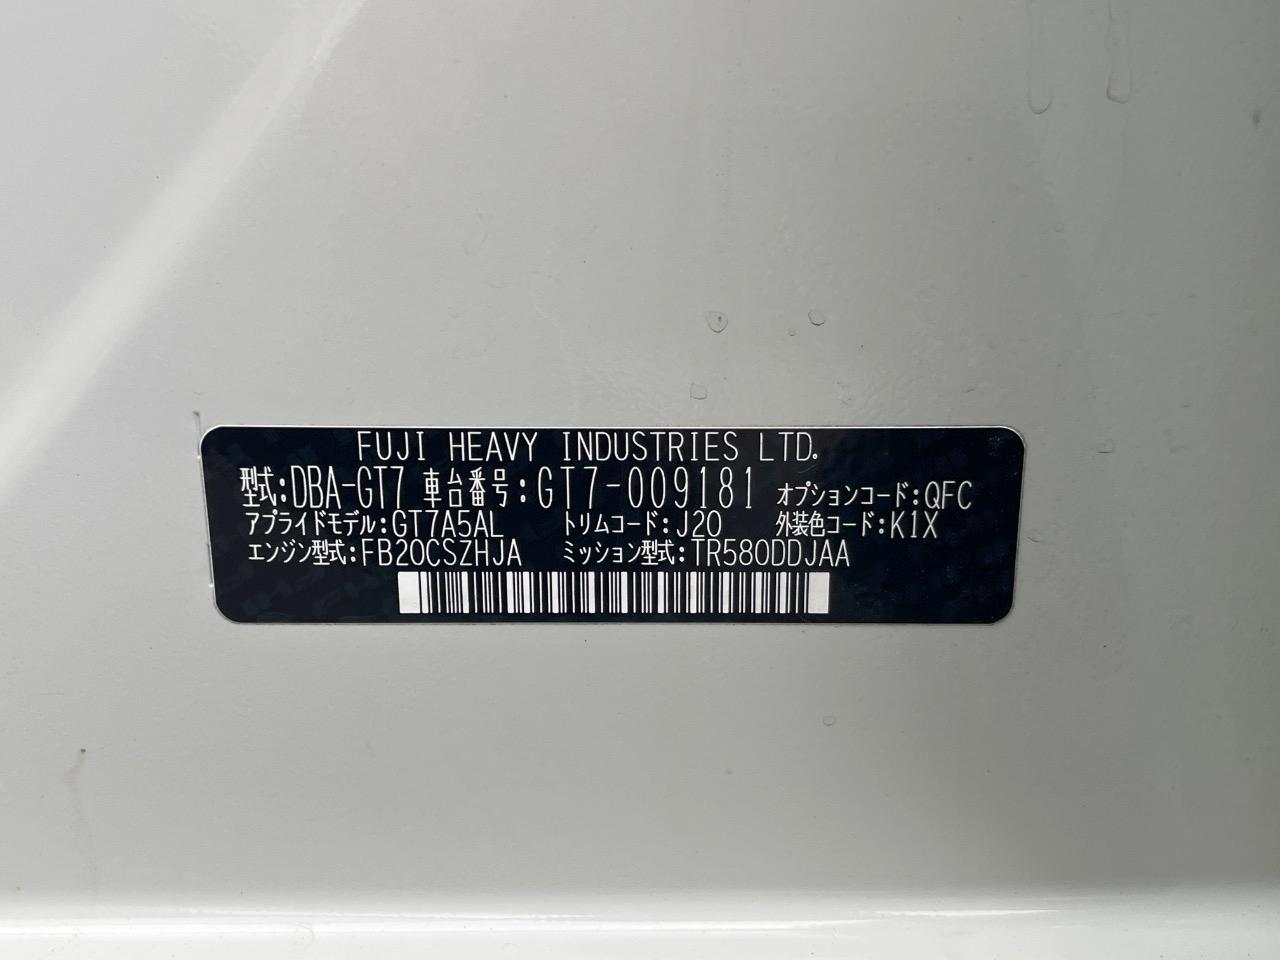 FUJI HEAVY INDUSTRIES LTD.
型式:DBA-GT7 車台番号:GT7-009181 オプションコード:QFC
アプライドモデル:GT7A5AL トリムコード:J20 外装色コード:K1X
エンジン型式:FB20CSZHJA ミッション型式:TR580DDJAA